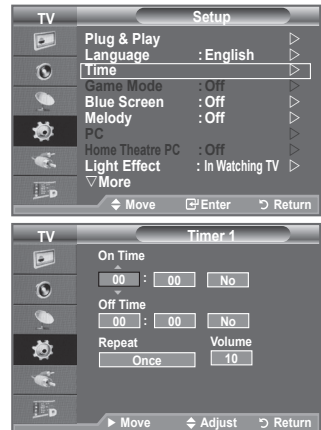 TV Setup
Plug & Play
Language : English
Time
Game Mode : Off
Blue Screen : Off
Melody : Off
PC
Home Theatre PC : Off
Light Effect : In Watching TV
▽More
Move Enter Return
TV Timer 1
On Time
00 : 00 No
Off Time
00 : 00 No
Repeat Volume
Once 10
Move Adjust Return